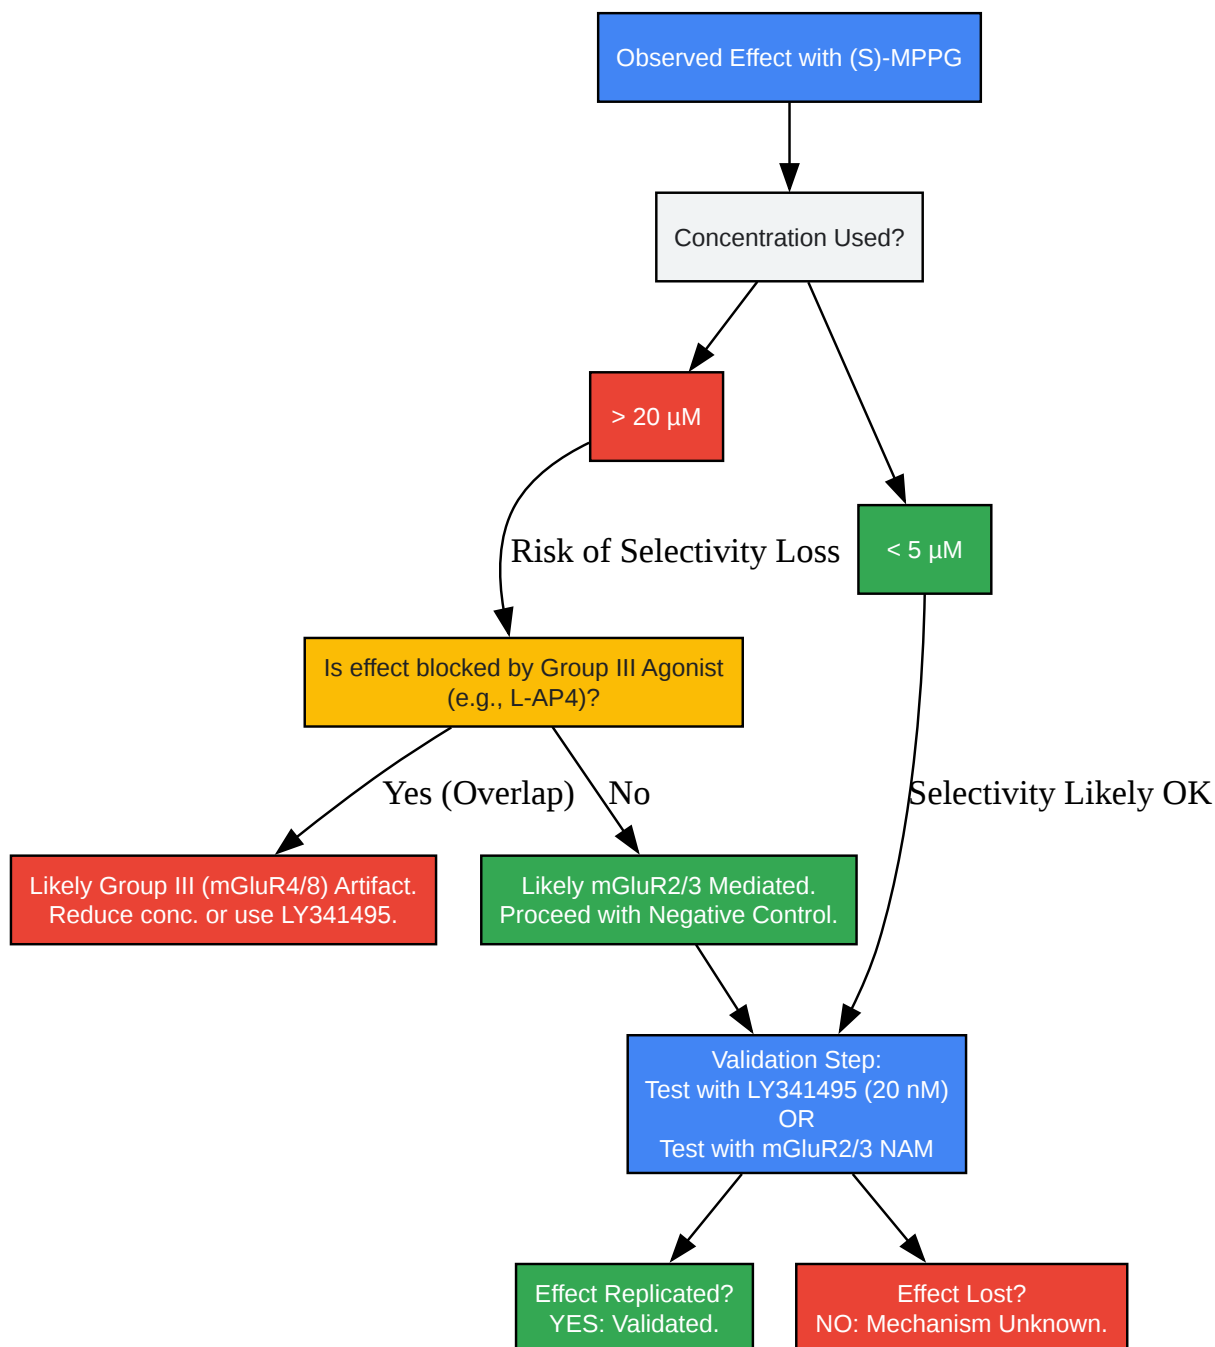 Observed Effect with (S)-MPPG
Concentration Used?
> 20 µM
Risk of Selectivity Loss
< 5 µM
Is effect blocked by Group III Agonist
(e.g., L-AP4)?
Yes (Overlap)
No
Selectivity Likely OK
Likely Group III (mGluR4/8) Artifact.
Reduce conc. or use LY341495.
Likely mGluR2/3 Mediated.
Proceed with Negative Control.
Validation Step:
Test with LY341495 (20 nM)
OR
Test with mGluR2/3 NAM
Effect Replicated?
YES: Validated.
Effect Lost?
NO: Mechanism Unknown.